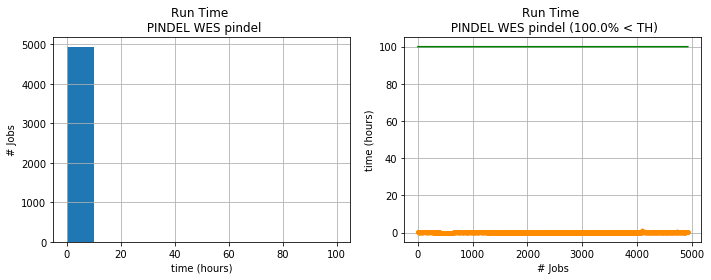 Run Time
PINDEL WES pindel
# Jobs
5000
4000
3000
2000
1000
0
0 20 40 60 80 100
time (hours)
Run Time
PINDEL WES pindel (100.0% < TH)
time (hours)
100
80
60
40
20
0
0 1000 2000 3000 4000 5000
# Jobs